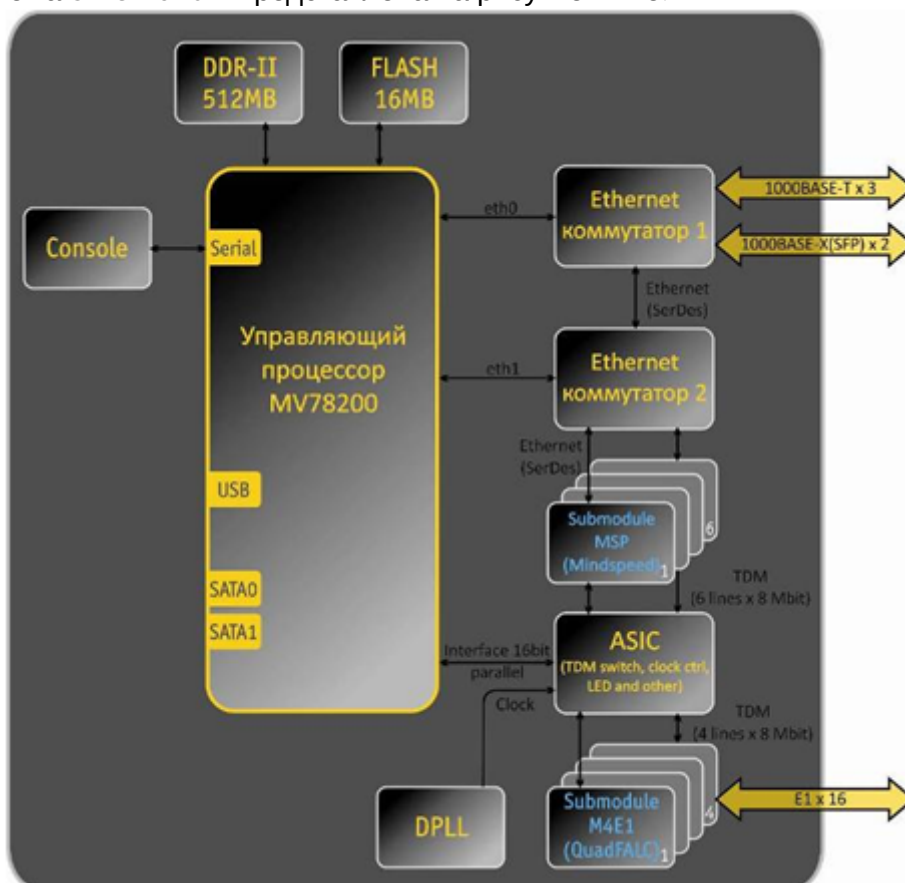 DDR-II
512MB
FLASH
16MB
Console
Serial
Управляющий
процессор
MV78200
USB
SATA0
SATA1
eth0
Ethernet
коммутатор 1
1000BASE-T x 3
1000BASE-X(SFP) x 2
Ethernet
(SerDes)
eth1
Ethernet
коммутатор 2
Ethernet
(SerDes)
6
Submodule
MSP
(Mindspeed)
1
TDM
(6 lines x 8 Mbit)
Interface 16bit
parallel
ASIC
(TDM switch, clock ctrl,
LED and other)
Clock
TDM
(4 lines x 8 Mbit)
DPLL
4
Submodule
M4E1
(QuadFALC)
1
E1 x 16